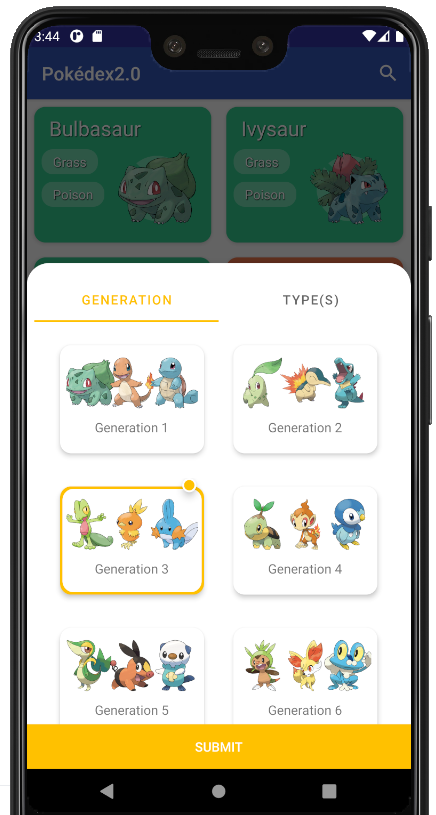 3:44
Pokédex2.0
Bulbasaur
Ivysaur
Grass
Grass
Poison
Poison
GENERATION
TYPE(S)
Generation 1
Generation 2
Generation 3
Generation 4
Generation 5
Generation 6
SUBMIT